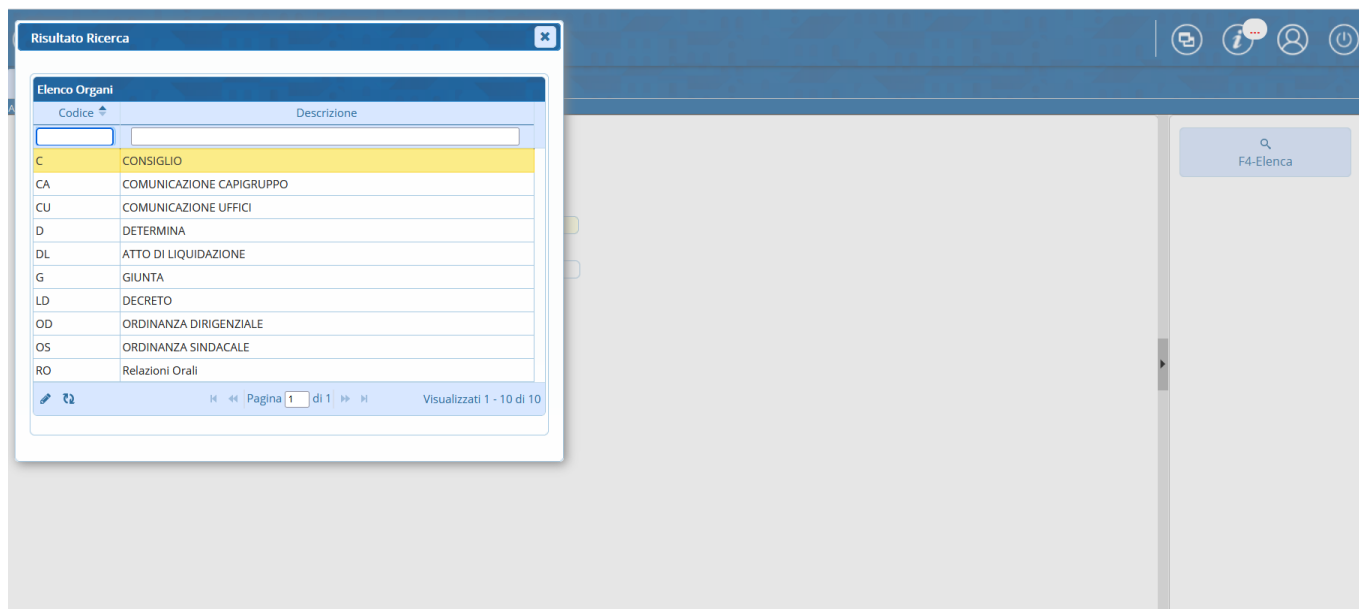 Risultato Ricerca
Elenco Organi
Codice Descrizione
C CONSIGLIO
CA COMUNICAZIONE CAPIGRUPPO
CU COMUNICAZIONE UFFICI
D DETERMINA
DL ATTO DI LIQUIDAZIONE
G GIUNTA
LD DECRETO
OD ORDINANZA DIRIGENZIALE
OS ORDINANZA SINDACALE
RO Relazioni Orali
Pagina 1 di 1 Visualizzati 1 - 10 di 10
...
F4-Elenca